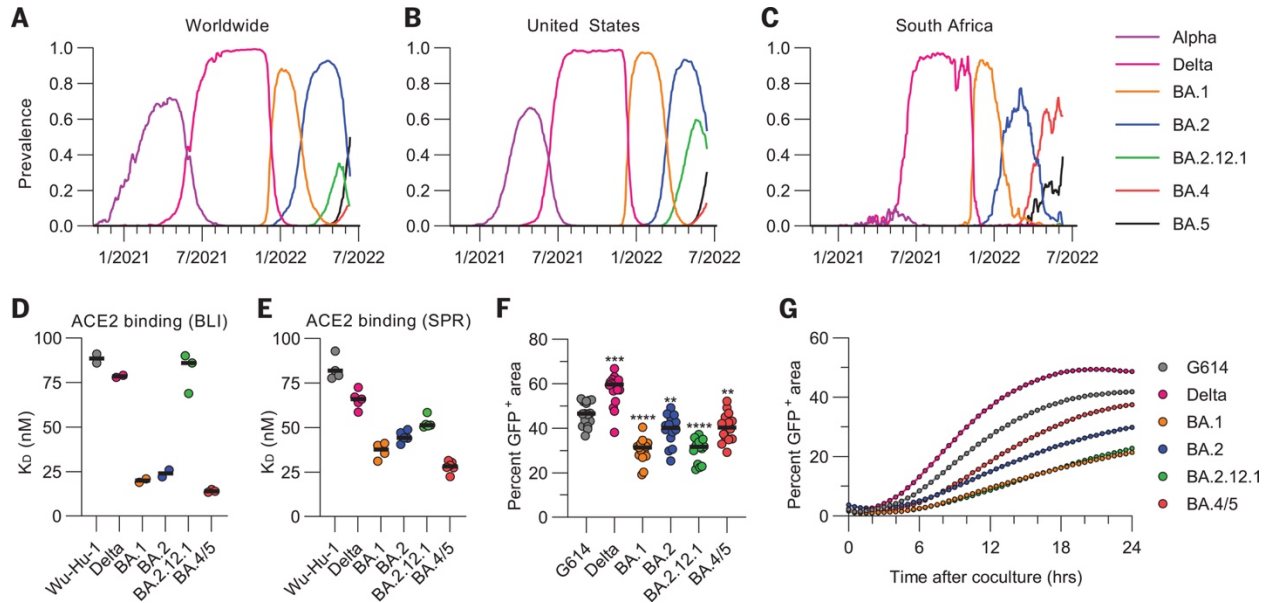 A
Worldwide
Prevalence
1.0
0.8
0.6
0.4
0.2
0.0
1/2021
7/2021
1/2022
7/2022
B
United States
1.0
0.8
0.6
0.4
0.2
0.0
1/2021
7/2021
1/2022
7/2022
C
South Africa
1.0
0.8
0.6
0.4
0.2
0.0
1/2021
7/2021
1/2022
7/2022
Alpha
Delta
BA.1
BA.2
BA.2.12.1
BA.4
BA.5
D
ACE2 binding (BLI)
KD (nM)
100
75
50
25
0
Wu-Hu-1
Delta
BA.1
BA.2
BA.2.12.1
BA.4/5
E
ACE2 binding (SPR)
KD (nM)
100
75
50
25
0
Wu-Hu-1
Delta
BA.1
BA.2
BA.2.12.1
BA.4/5
F
Percent GFP+ area
80
60
40
20
0
***
****
**
****
**
G614
Delta
BA.1
BA.2
BA.2.12.1
BA.4/5
G
Percent GFP+ area
60
40
20
0
0
6
12
18
24
Time after coculture (hrs)
G614
Delta
BA.1
BA.2
BA.2.12.1
BA.4/5